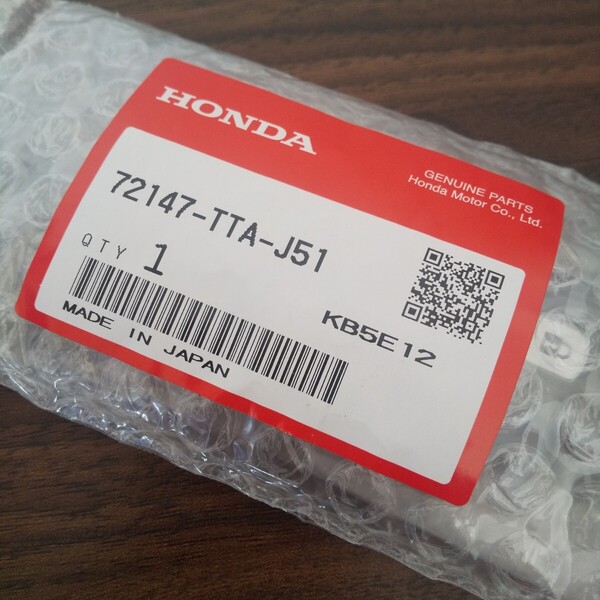 HONDA
GENUINE PARTS
Honda Motor Co., Ltd.
72147-TTA-J51
QTY 1
KB5E12
MADE IN JAPAN